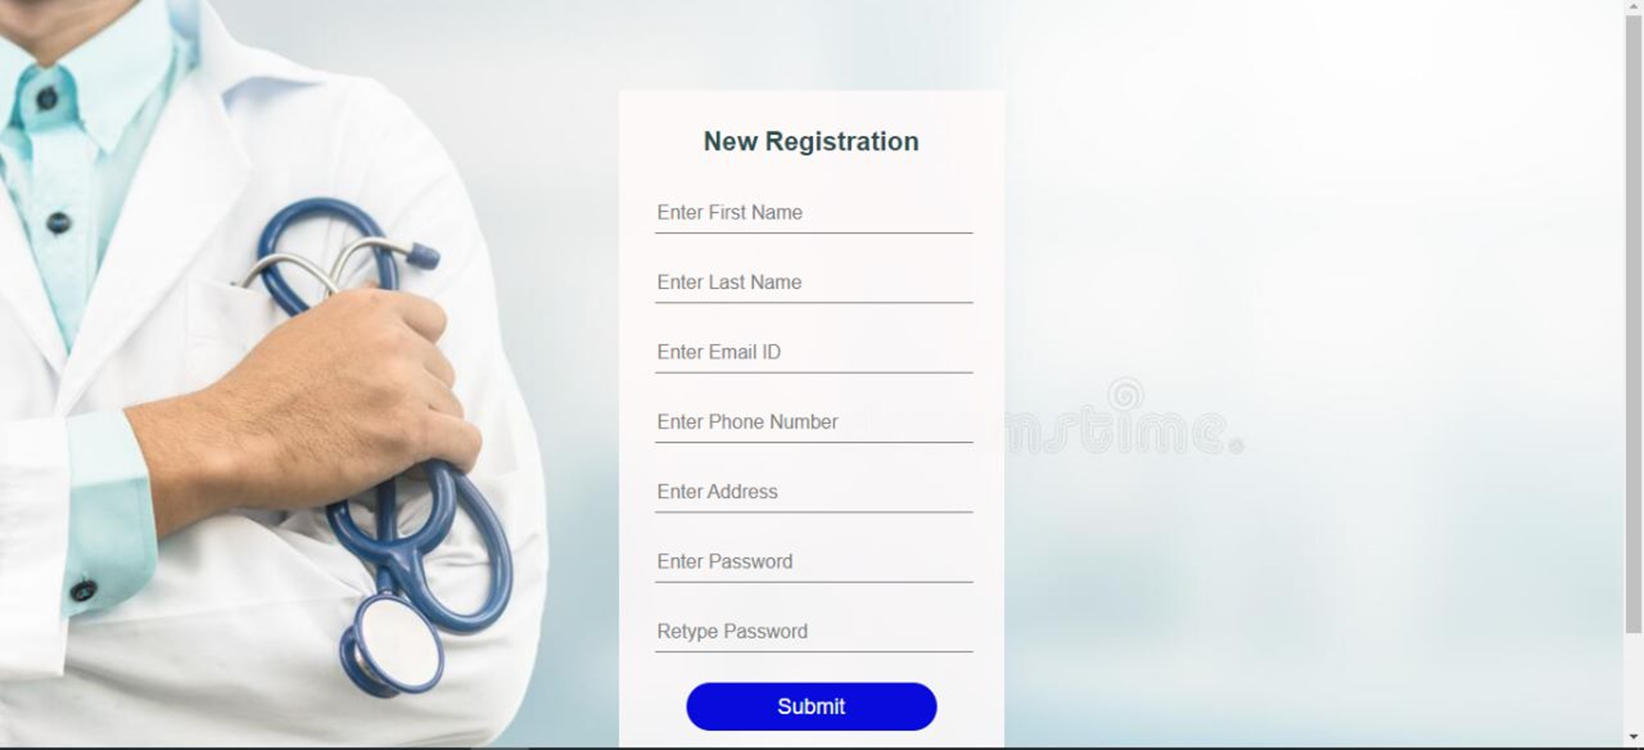 New Registration
Enter First Name
Enter Last Name
Enter Email ID
Enter Phone Number
mstime.
Enter Address
Enter Password
Retype Password
Submit